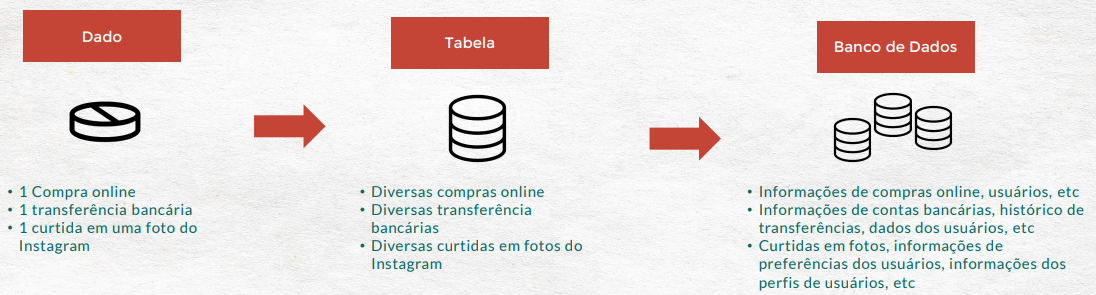 Dado
• 1 Compra online
• 1 transferência bancária
• 1 curtida em uma foto do
Instagram
Tabela
• Diversas compras online
• Diversas transferência
bancárias
• Diversas curtidas em fotos do
Instagram
Banco de Dados
• Informações de compras online, usuários, etc
• Informações de contas bancárias, histórico de
transferências, dados dos usuários, etc
• Curtidas em fotos, informações de
preferências dos usuários, informações dos
perfis de usuários, etc